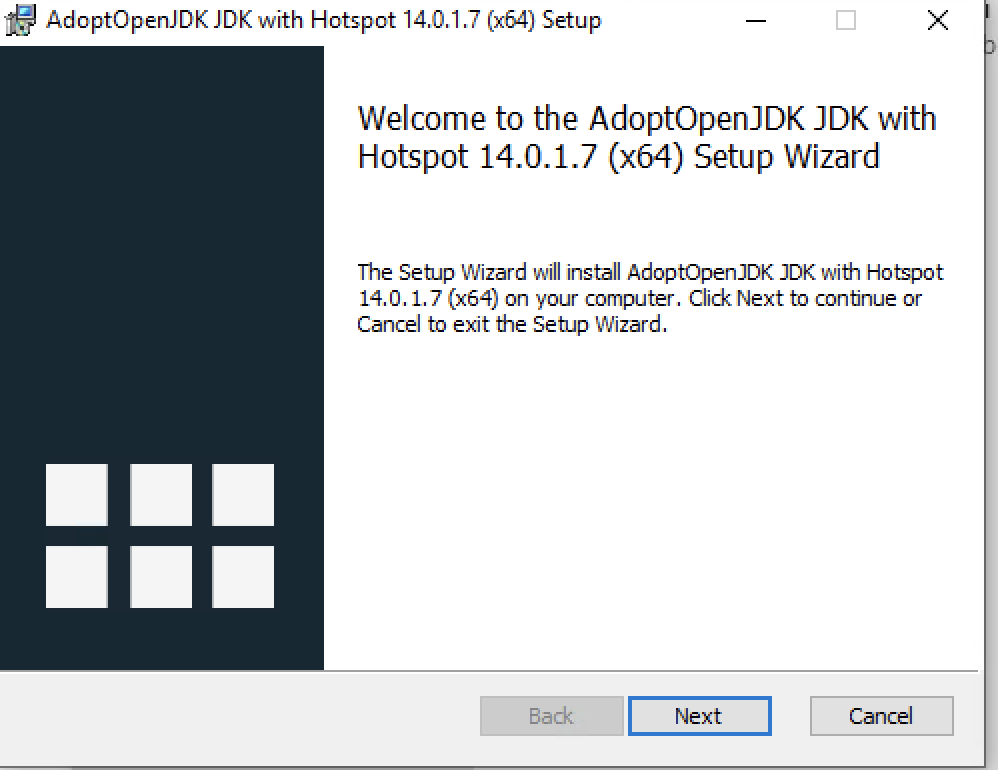 AdoptOpenJDK JDK with Hotspot 14.0.1.7 (x64) Setup
Welcome to the AdoptOpenJDK JDK with
Hotspot 14.0.1.7 (x64) Setup Wizard
The Setup Wizard will install AdoptOpenJDK JDK with Hotspot
14.0.1.7 (x64) on your computer. Click Next to continue or
Cancel to exit the Setup Wizard.
Back
Next
Cancel